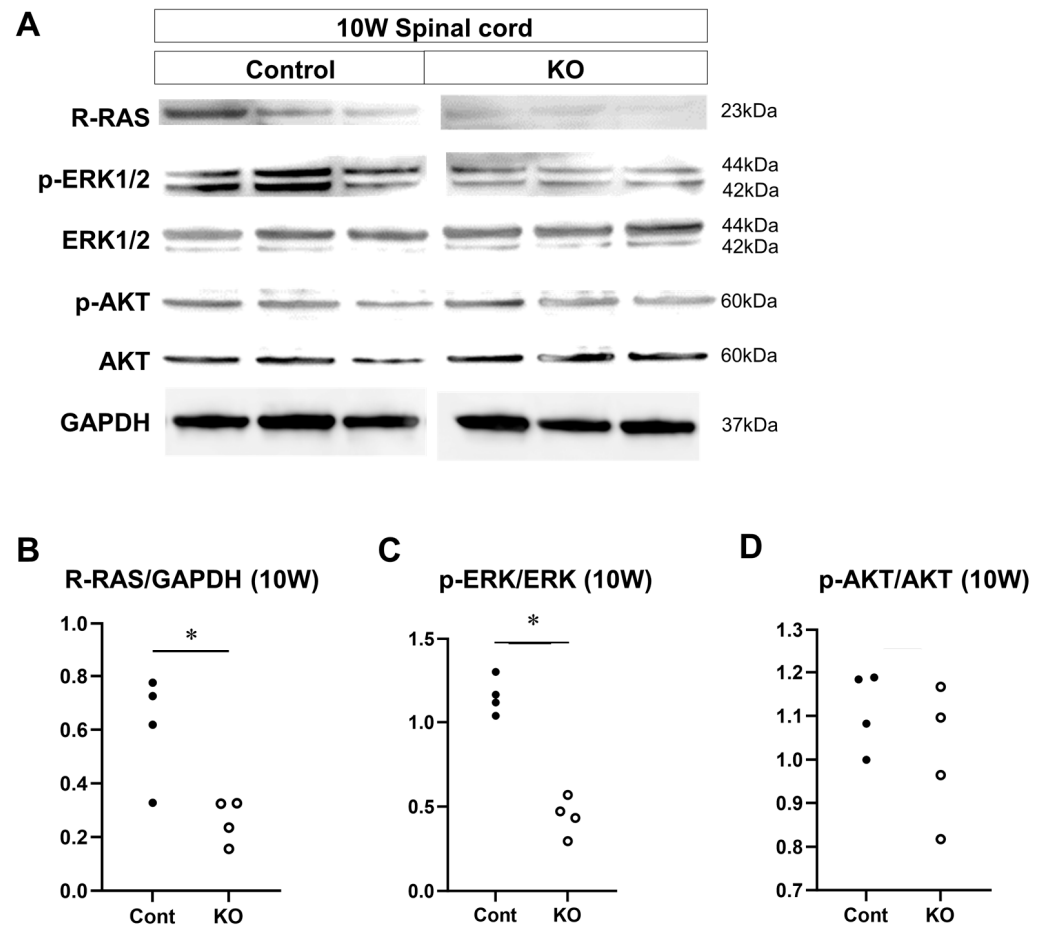 A
10W Spinal cord
Control KO
R-RAS 23kDa
p-ERK1/2 44kDa
42kDa
ERK1/2 44kDa
42kDa
p-AKT 60kDa
AKT 60kDa
GAPDH 37kDa
B C D
R-RAS/GAPDH (10W) p-ERK/ERK (10W) p-AKT/AKT (10W)
1.0
0.8
0.6
0.4
0.2
0.0
*
Cont KO
1.5
1.0
0.5
0.0
*
Cont KO
1.3
1.2
1.1
1.0
0.9
0.8
0.7
Cont KO